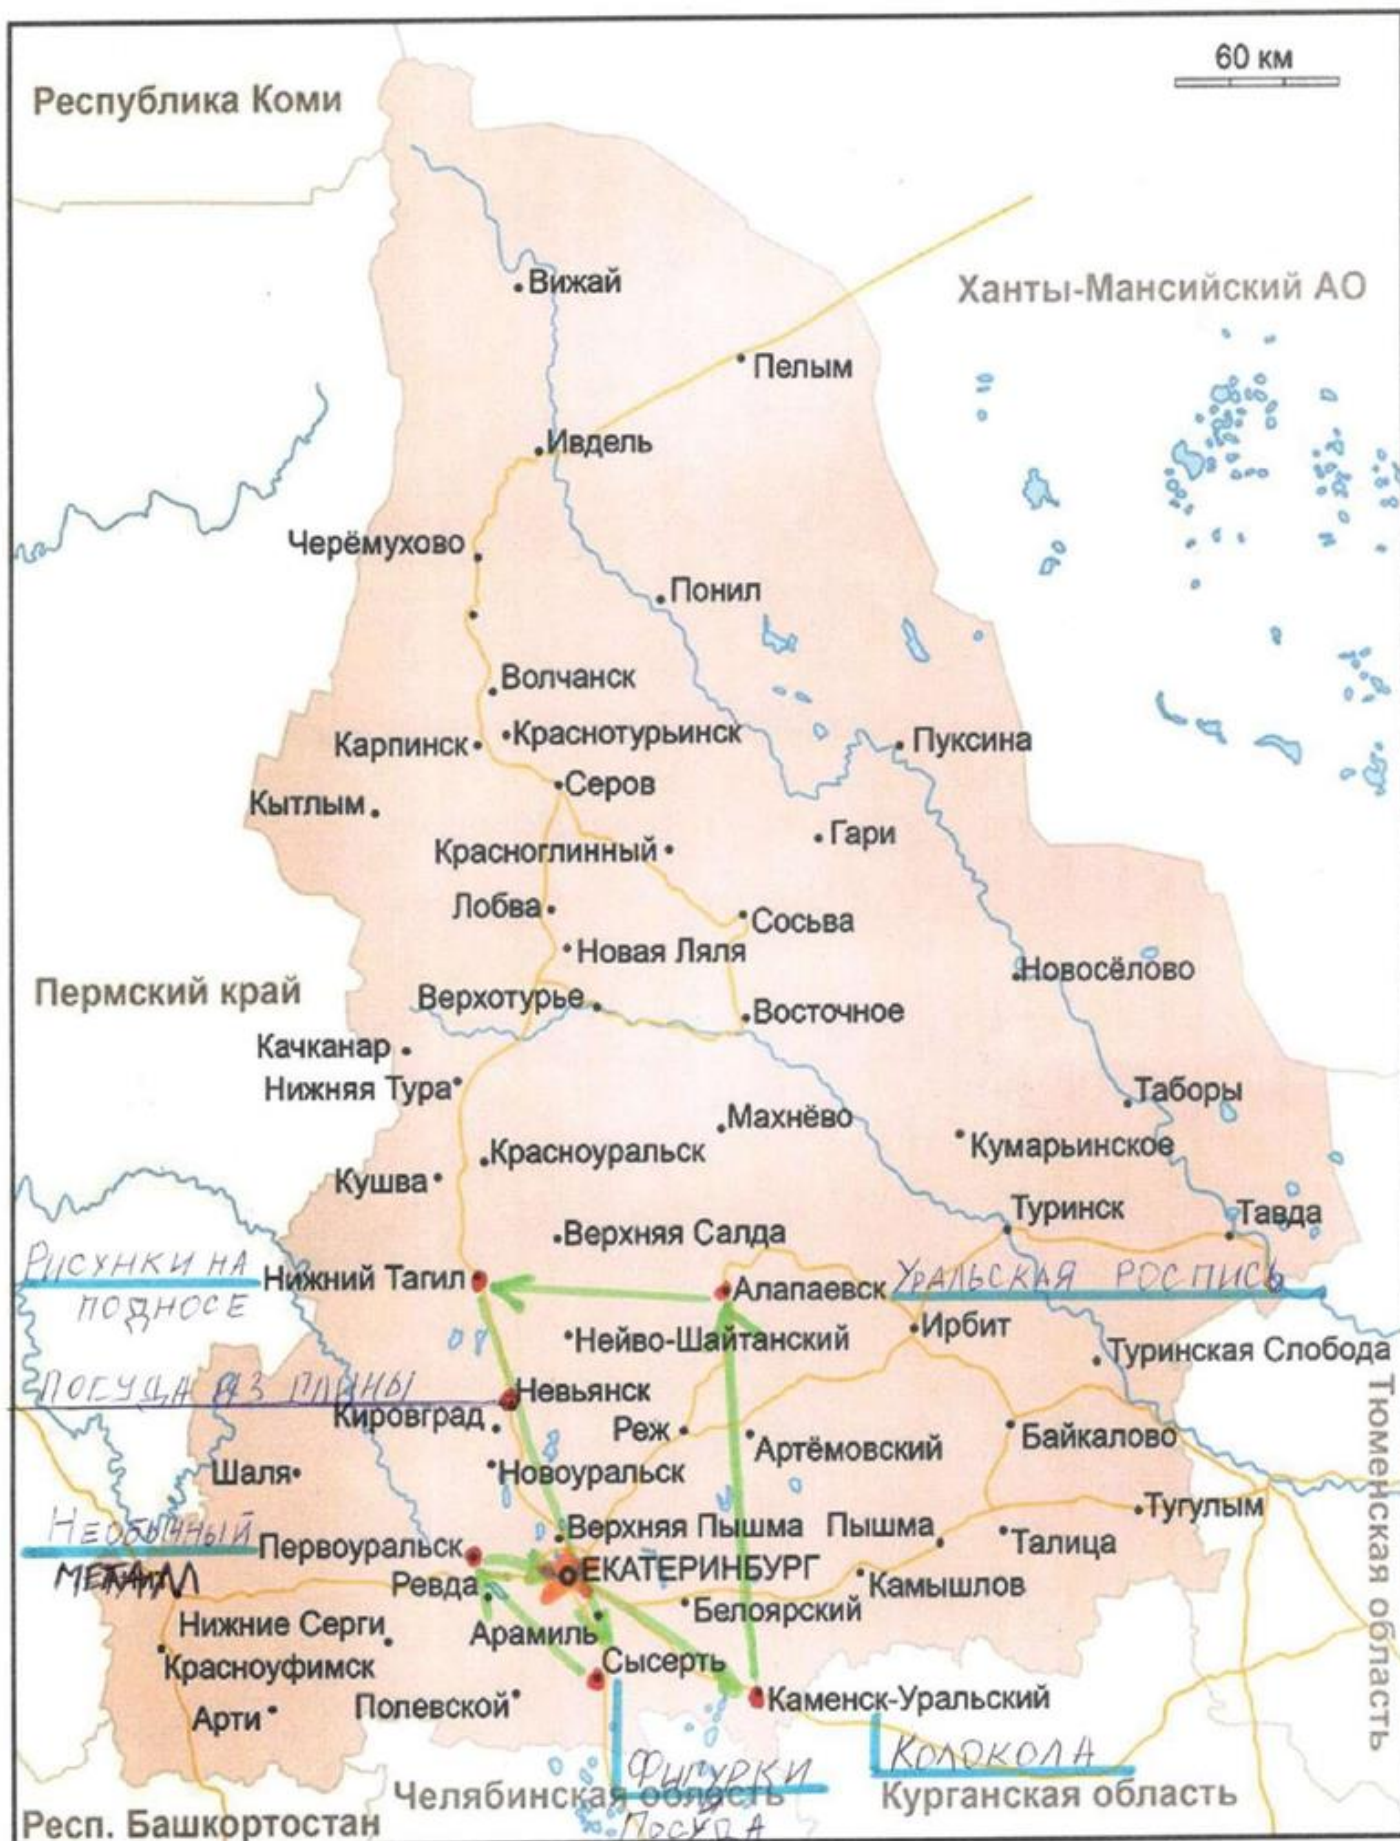 60 км
Республика Коми
Ханты-Мансийский АО
Вижай
Пелым
Ивдель
Черёмухово
Понил
Волчанск
Краснотурьинск
Карпинск
Пуксина
Серов
Кытлым
Гари
Красноглинный
Лобва
Сосьва
Новая Ляля
Новосёлово
Пермский край
Верхотурье
Восточное
Качканар
Нижняя Тура
Таборы
Махнёво
Кумарьинское
Красноуральск
Кушва
Туринск
Тавда
Верхняя Салда
РИСУНКИ НА
ПОДНОСЕ
Нижний Тагил
Алапаевск
УРАЛЬСКАЯ РОСПИСЬ
Ирбит
Нейво-Шайтанский
Туринская Слобода
ПОСУДА ИЗ ГЛИНЫ
Невьянск
Кировград
Реж
Байкалово
Артёмовский
Шаля
Новоуральск
Тугулым
НЕОБЫЧНЫЙ
МЕТАЛЛ
Первоуральск
Верхняя Пышма
Пышма
Талица
ЕКАТЕРИНБУРГ
Ревда
Камышлов
Белоярский
Нижние Серги
Арамиль
Красноуфимск
Сысерть
Арти
Полевской
Каменск-Уральский
КОЛОКОЛА
ФИГУРКИ
ПОСУДА
Челябинская область
Курганская область
Респ. Башкортостан
Тюменская область